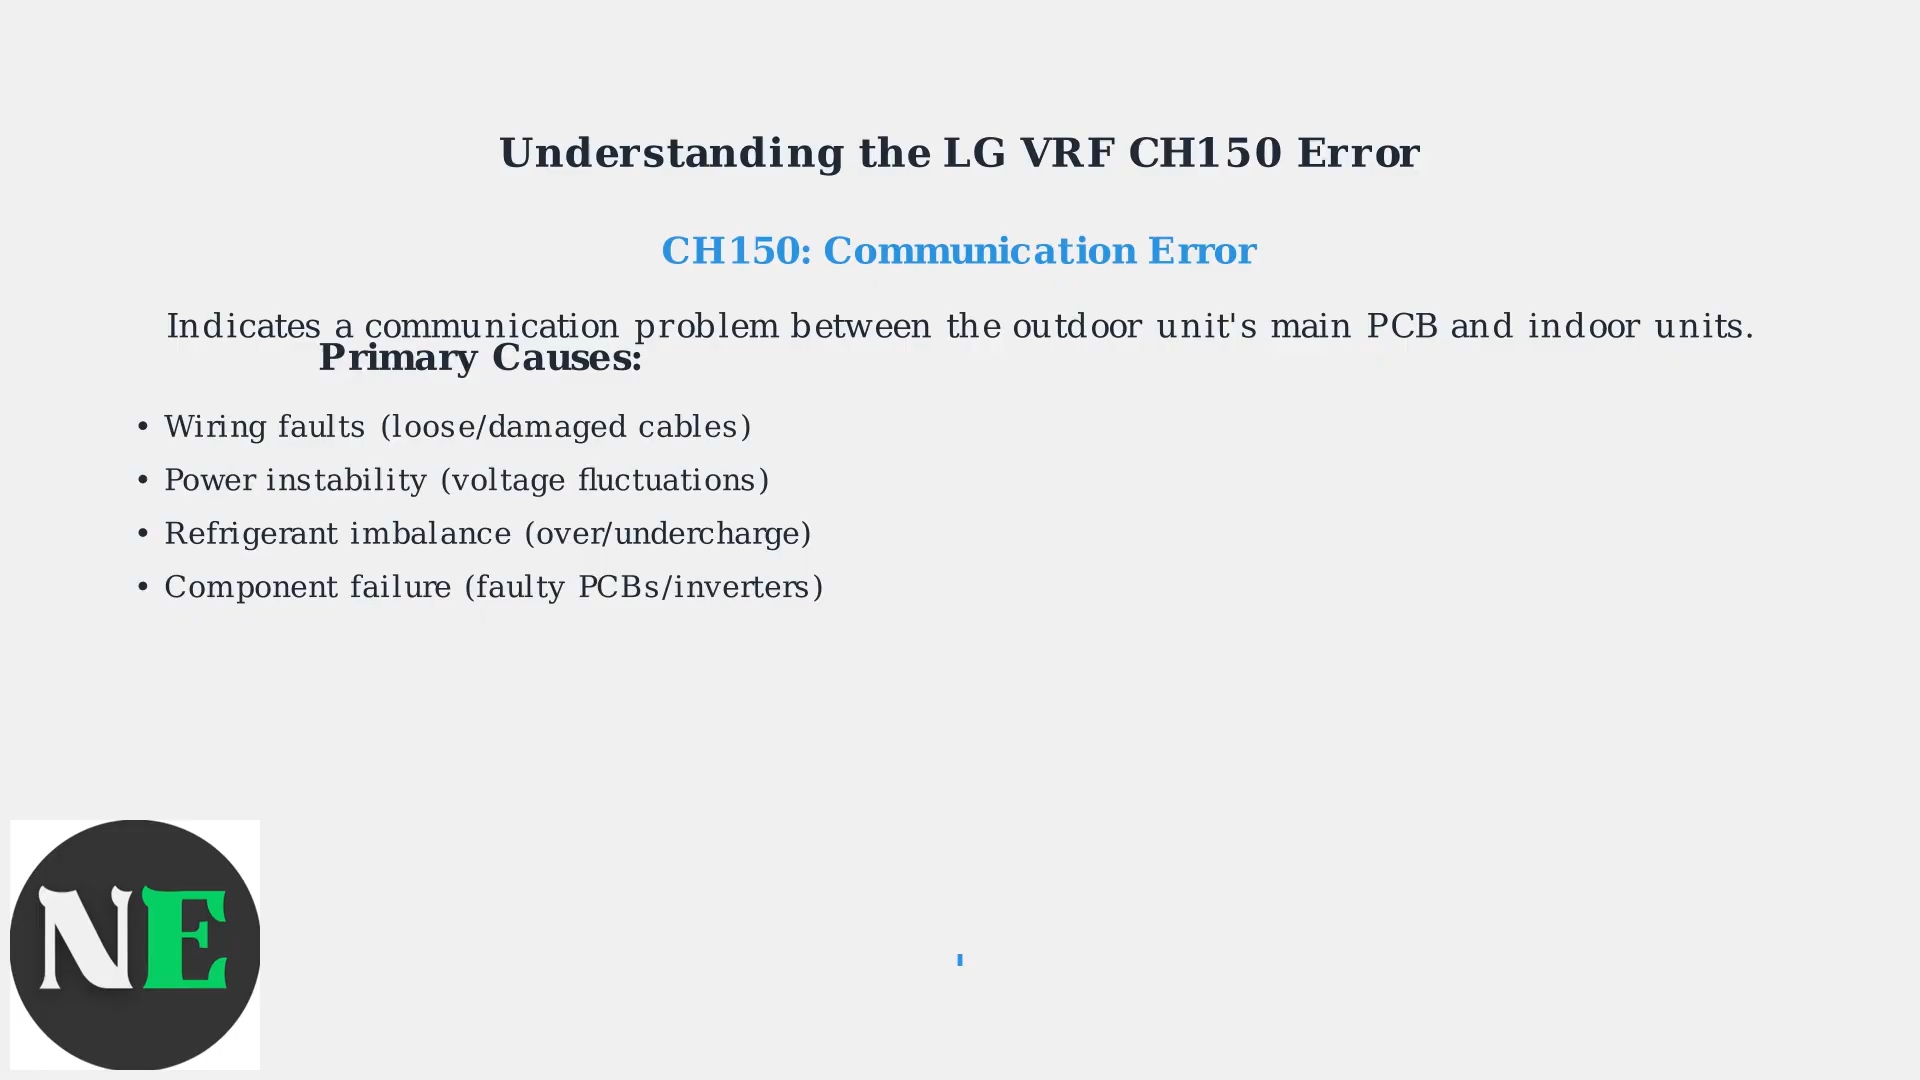 Understanding the LG VRF CH150 Error
CH150: Communication Error
Indicates a communication problem between the outdoor unit's main PCB and indoor units.
Primary Causes:
• Wiring faults (loose/damaged cables)
• Power instability (voltage fluctuations)
• Refrigerant imbalance (over/undercharge)
• Component failure (faulty PCBs/inverters)
NE